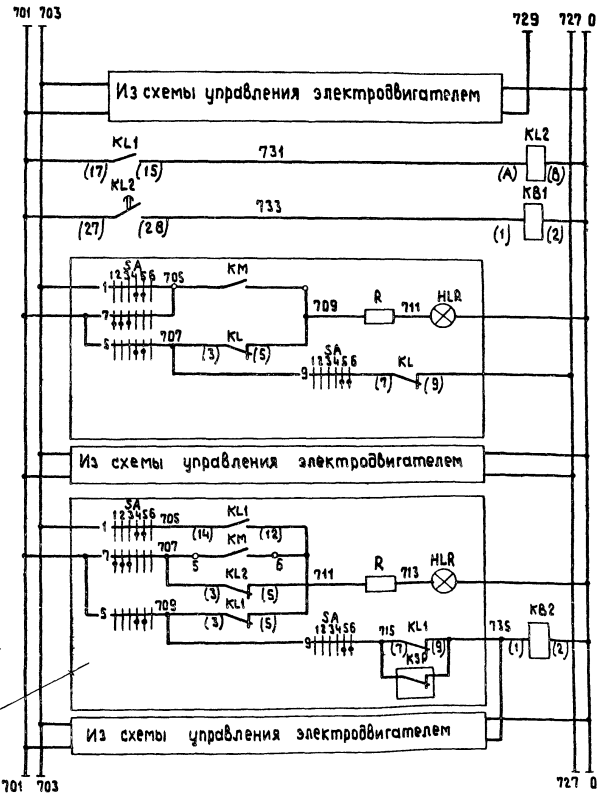 701 703 729 727 0
Из схемы управления электродвигателем
KL1 731 KL2
(17) (15) (A) (B)
KL2 733 KB1
(27) (28) (1) (2)
SA
1 123456 705 KM
7 709 R 711 HLR
5 707 KL
(3) (5)
SA
123456 KL
9 (7) (9)
Из схемы управления электродвигателем
SA
123456 705 KL1
1 (14) (12)
7 707 KM
5 6
KL2 711 R 713 HLR
(3) (5)
5 709 KL1
(3) (5)
SA
123456 715 KL1 735 KB2
9 (7) (9) (1) (2)
KSP
Из схемы управления электродвигателем
701 703 727 0